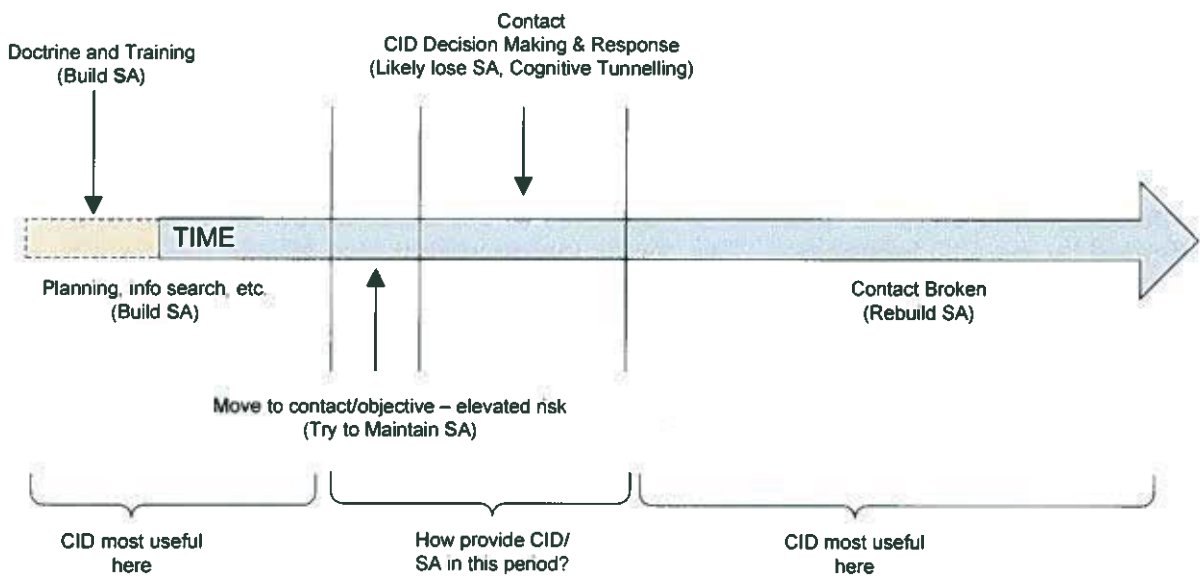 Contact
CID Decision Making & Response
(Likely lose SA, Cognitive Tunnelling)
Doctrine and Training
(Build SA)
TIME
Planning, info search, etc.
(Build SA)
Contact Broken
(Rebuild SA)
Move to contact/objective – elevated risk
(Try to Maintain SA)
CID most useful
here
How provide CID/
SA in this period?
CID most useful
here